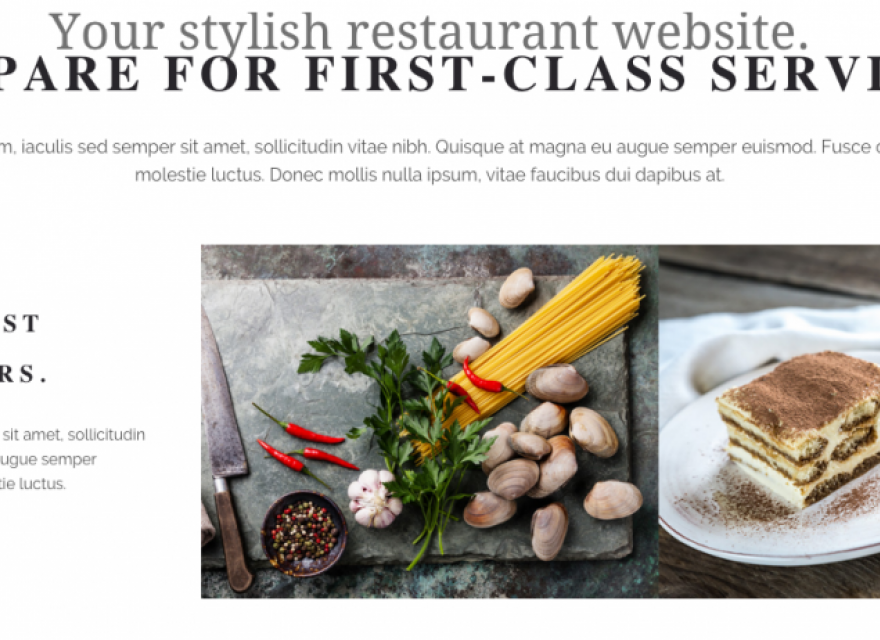 Your stylish restaurant website.
PARE FOR FIRST-CLASS SERVI
m, iaculis sed semper sit amet, sollicitudin vitae nibh. Quisque at magna eu augue semper euismod. Fusce
molestie luctus. Donec mollis nulla ipsum, vitae faucibus dui dapibus at.
ST
RS.
sit amet, sollicitudin
ugue semper
tie luctus.